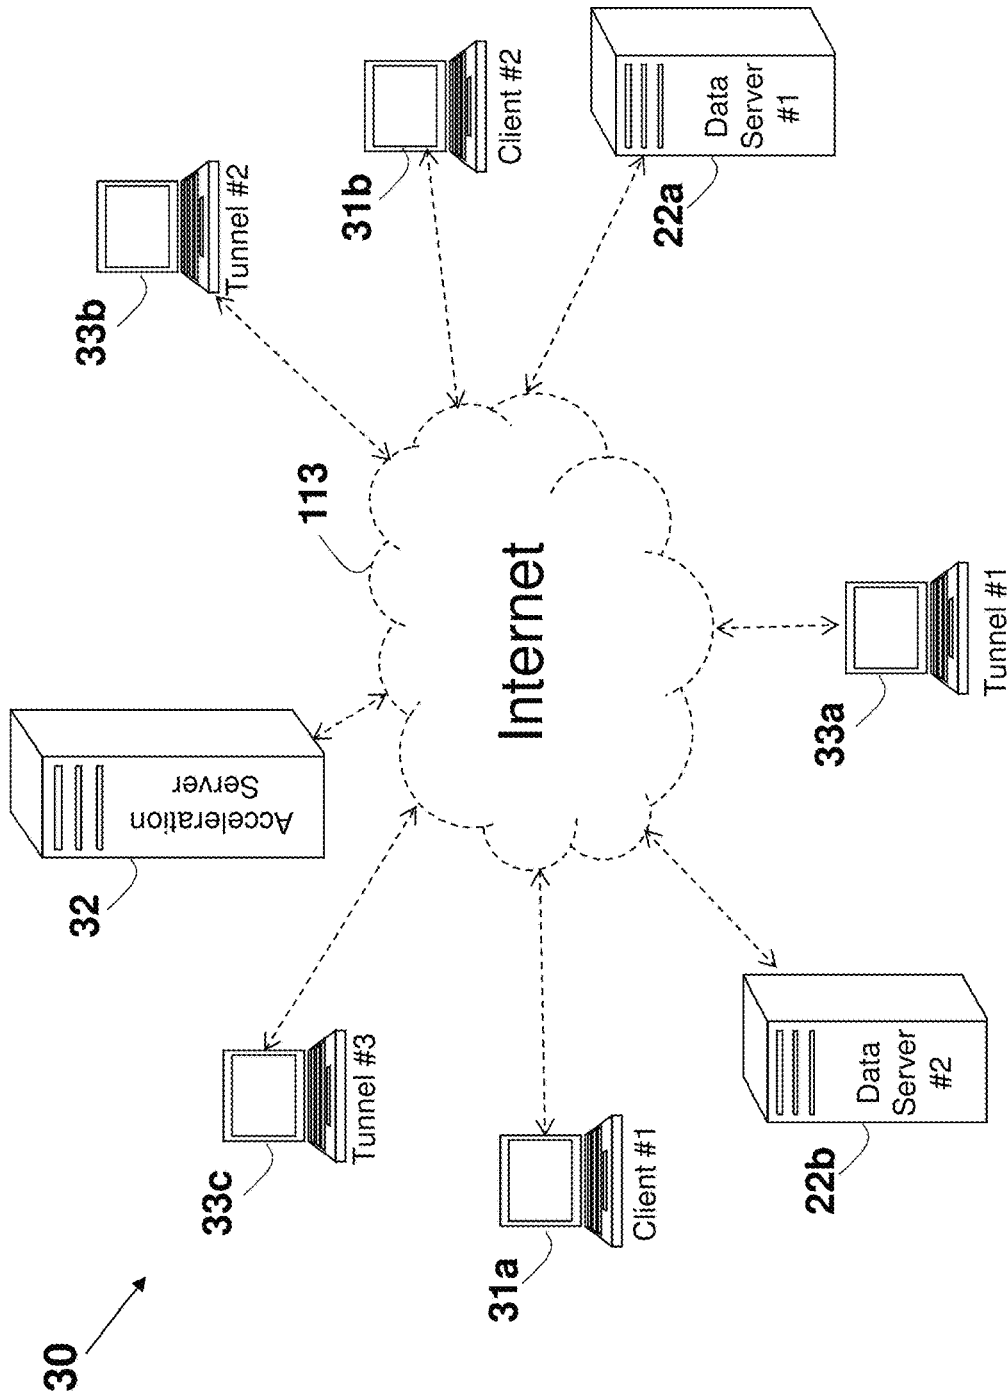 30
33c
Tunnel #3
32
Acceleration
Server
113
33b
Tunnel #2
31a
Client #1
Internet
31b
Client #2
22b
Data
Server
#2
33a
Tunnel #1
22a
Data
Server
#1